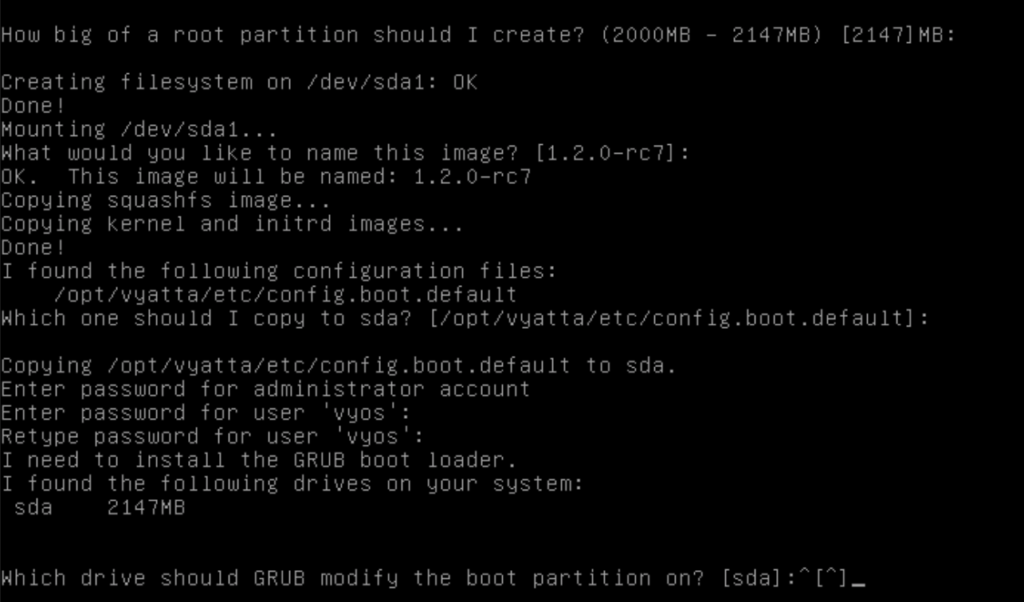 How big of a root partition should I create? (2000MB - 2147MB) [2147]MB:
Creating filesystem on /dev/sda1: OK
Done!
Mounting /dev/sda1...
What would you like to name this image? [1.2.0-rc7]:
OK.  This image will be named: 1.2.0-rc7
Copying squashfs image...
Copying kernel and initrd images...
Done!
I found the following configuration files:
    /opt/vyatta/etc/config.boot.default
Which one should I copy to sda? [/opt/vyatta/etc/config.boot.default]:
Copying /opt/vyatta/etc/config.boot.default to sda.
Enter password for administrator account
Enter password for user 'vyos':
Retype password for user 'vyos':
I need to install the GRUB boot loader.
I found the following drives on your system:
 sda    2147MB
Which drive should GRUB modify the boot partition on? [sda]:^[^]_